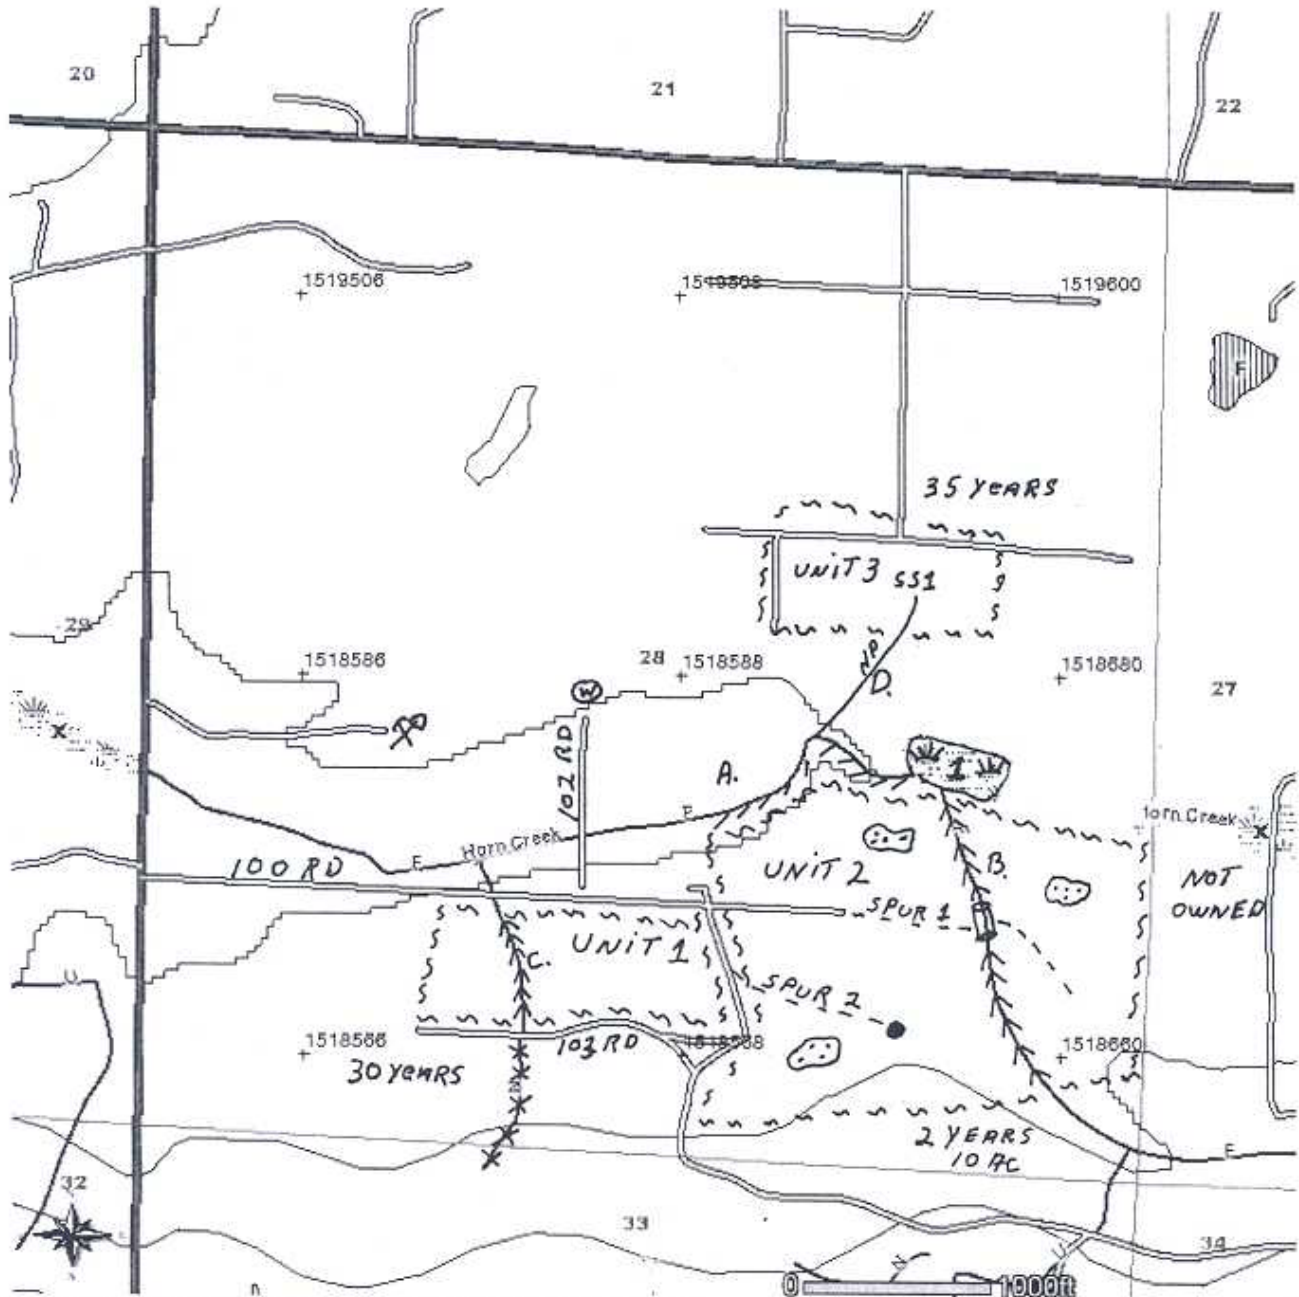 20
21
22
1519506
1519600
F
35 YEARS
UNIT 3 SS1
29
1518586
28
1518588
1518680
27
NP
D.
W
102 RD
A.
1
F
Horn Creek
F
100 RD
UNIT 2
B.
NOT
OWNED
SPUR 1
UNIT 1
C.
U
SPUR 2
1518566
103 RD
1518660
30 YEARS
N
2 YEARS
10 AC
F
32
33
34
U
N
0
1000ft